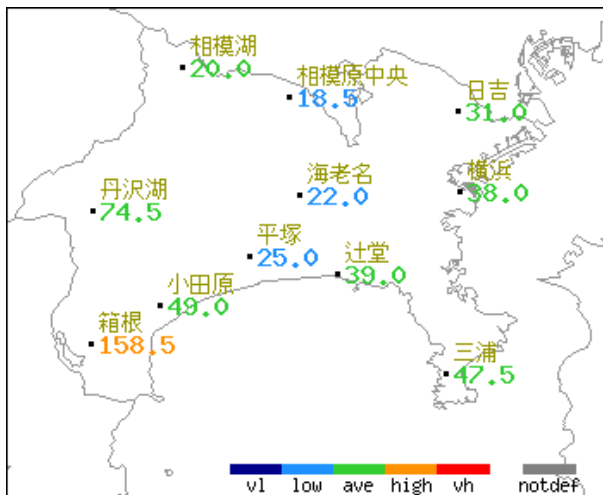 相模湖
20.0
相模原中央
18.5
日吉
31.0
丹沢湖
74.5
海老名
22.0
横浜
38.0
平塚
25.0
辻堂
39.0
小田原
49.0
箱根
158.5
三浦
47.5
vl low ave high vh notdef